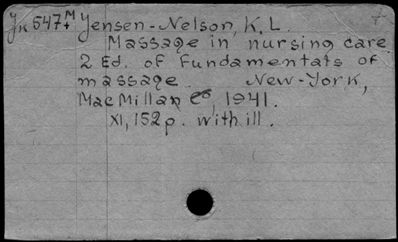 Jn 547 M+ Jensen-Nelson, K. L. +
Massage in nursing care
2 Ed. of Fundamentals of
massage. New-York,
MacMillan Co, 1941.
XI, 152 p. with ill.